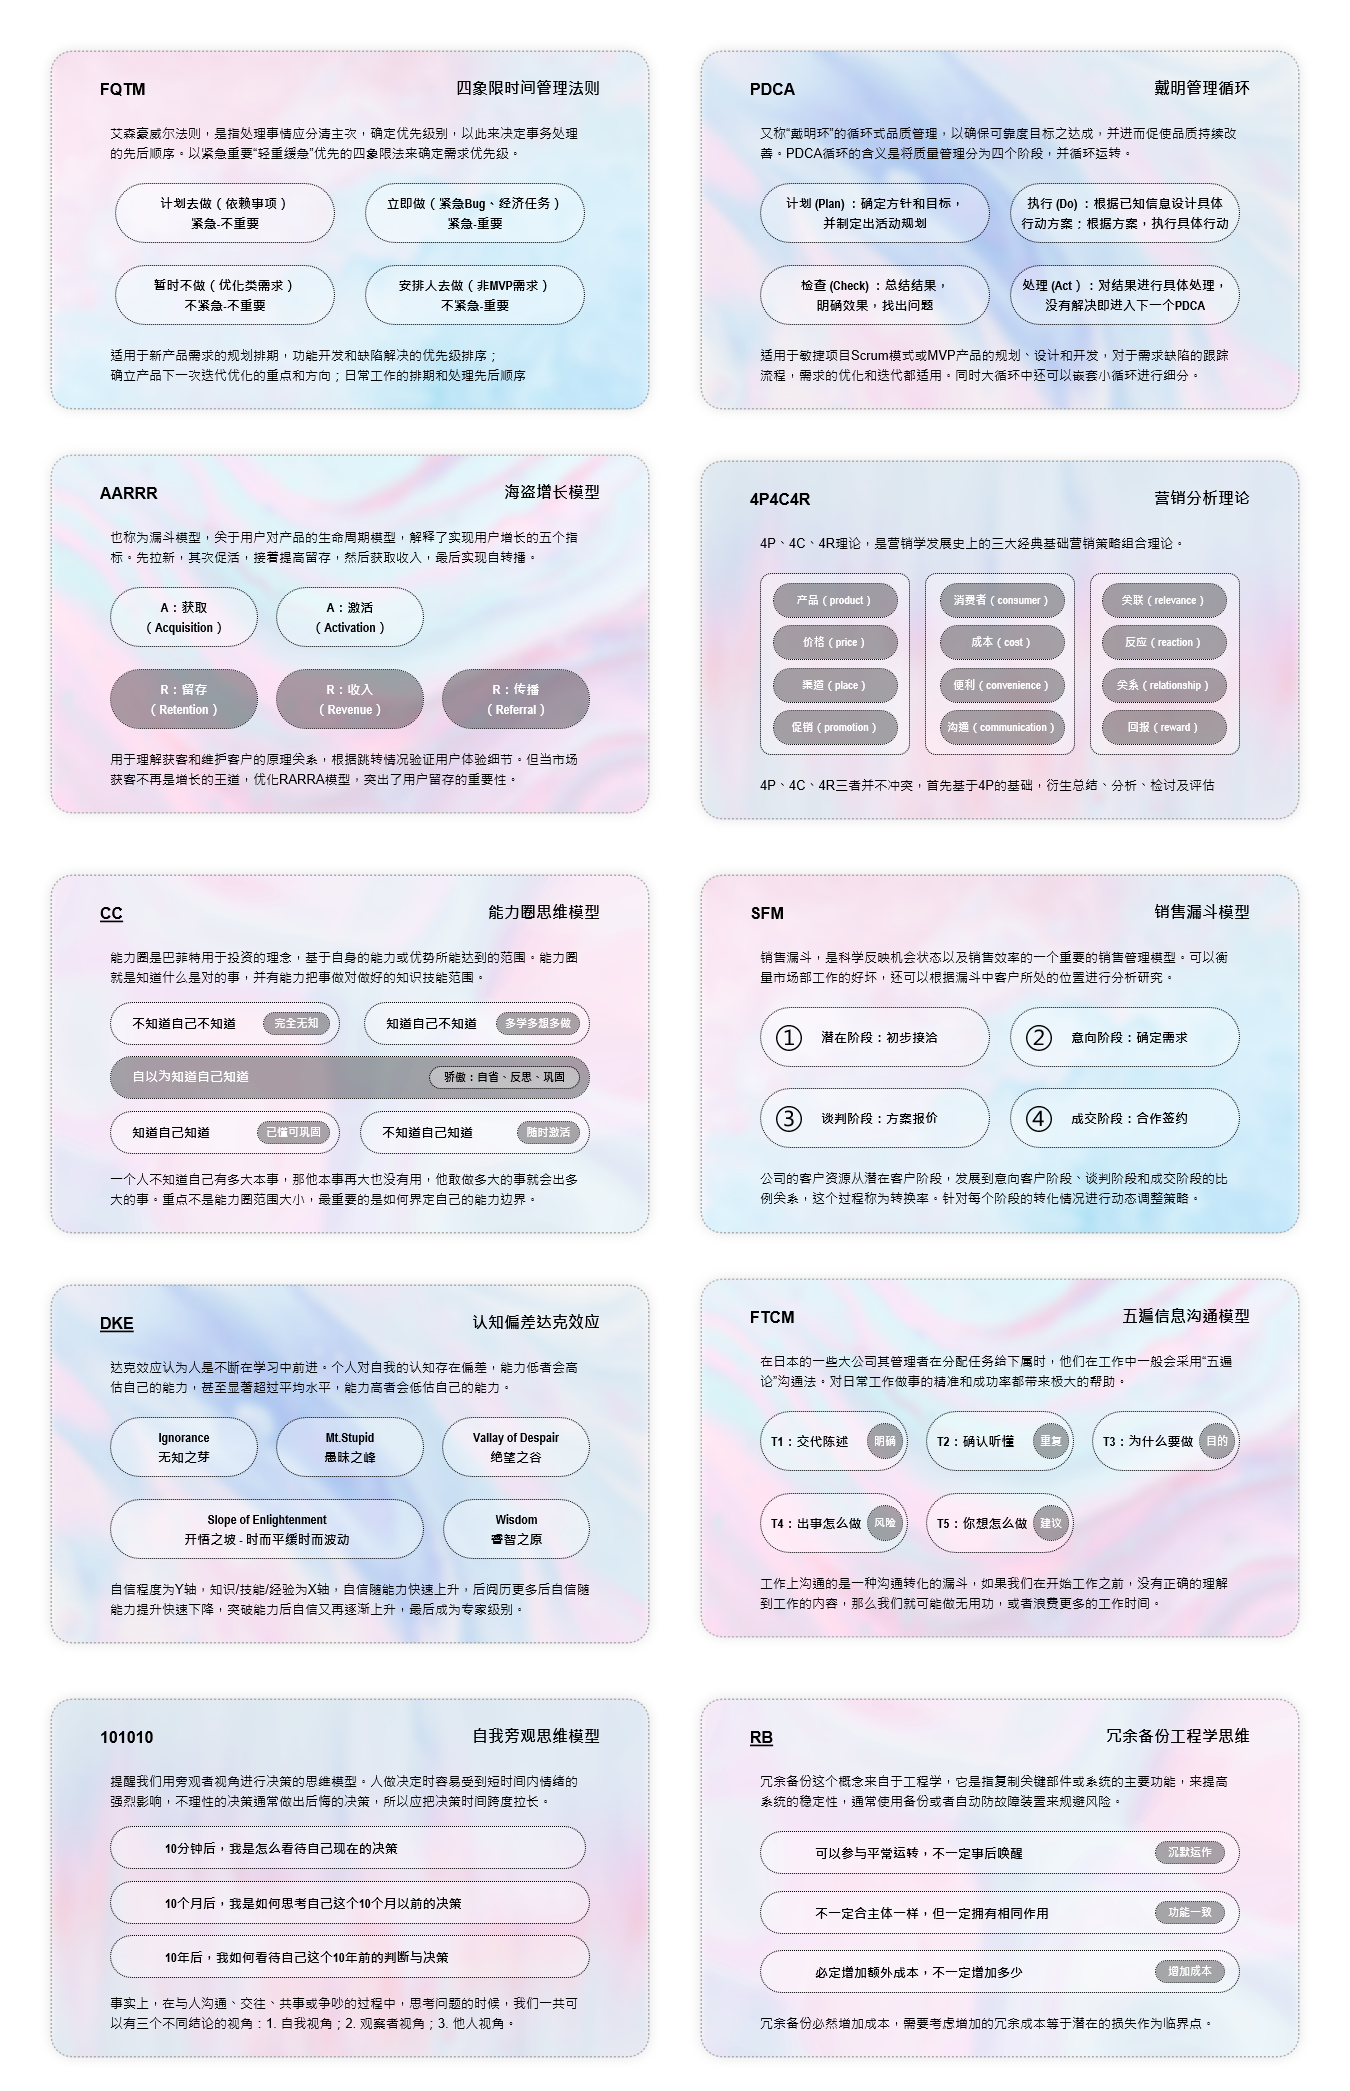 FQTM
四象限时间管理法则
艾森豪威尔法则，是指处理事情应分清主次，确定优先级别，以此来决定事务处理
的先后顺序。以紧急重要“轻重缓急”优先的四象限法来确定需求优先级。
计划去做（依赖事项）
紧急-不重要
立即做（紧急Bug、经济任务）
紧急-重要
暂时不做（优化类需求）
不紧急-不重要
安排人去做（非MVP需求）
不紧急-重要
适用于新产品需求的规划排期，功能开发和缺陷解决的优先级排序；
确立产品下一次迭代优化的重点和方向；日常工作的排期和处理先后顺序
PDCA
戴明管理循环
又称“戴明环”的循环式品质管理，以确保可靠度目标之达成，并进而促使品质持续改
善。PDCA循环的含义是将质量管理分为四个阶段，并循环运转。
计划 (Plan) ：确定方针和目标，
并制定出活动规划
执行 (Do) ：根据已知信息设计具体
行动方案；根据方案，执行具体行动
检查 (Check) ：总结结果，
明确效果，找出问题
处理 (Act ) ：对结果进行具体处理，
没有解决即进入下一个PDCA
适用于敏捷项目Scrum模式或MVP产品的规划、设计和开发，对于需求缺陷的跟踪
流程，需求的优化和迭代都适用。同时大循环中还可以嵌套小循环进行细分。
AARRR
海盗增长模型
也称为漏斗模型，关于用户对产品的生命周期模型，解释了实现用户增长的五个指
标。先拉新，其次促活，接着提高留存，然后获取收入，最后实现自转播。
A：获取
（Acquisition）
A：激活
（Activation）
R：留存
（Retention）
R：收入
（Revenue）
R：传播
（Referral）
用于理解获客和维护客户的原理关系，根据跳转情况验证用户体验细节。但当市场
获客不再是增长的王道，优化RARRA模型，突出了用户留存的重要性。
4P4C4R
营销分析理论
4P、4C、4R理论，是营销学发展史上的三大经典基础营销策略组合理论。
产品（product）
价格（price）
渠道（place）
促销（promotion）
消费者（consumer）
成本（cost）
便利（convenience）
沟通（communication）
关联（relevance）
反应（reaction）
关系（relationship）
回报（reward）
4P、4C、4R三者并不冲突，首先基于4P的基础，衍生总结、分析、检讨及评估
CC
能力圈思维模型
能力圈是巴菲特用于投资的理念，基于自身的能力或优势所能达到的范围。能力圈
就是知道什么是对的事，并有能力把事做对做好的知识技能范围。
不知道自己不知道
完全无知
知道自己不知道
多学多想多做
自以为知道自己知道
骄傲：自省、反思、巩固
知道自己知道
已懂可巩固
不知道自己知道
随时激活
一个人不知道自己有多大本事，那他本事再大也没有用，他敢做多大的事就会出多
大的事。重点不是能力圈范围大小，最重要的是如何界定自己的能力边界。
SFM
销售漏斗模型
销售漏斗，是科学反映机会状态以及销售效率的一个重要的销售管理模型。可以衡
量市场部工作的好坏，还可以根据漏斗中客户所处的位置进行分析研究。
① 潜在阶段：初步接洽
② 意向阶段：确定需求
③ 谈判阶段：方案报价
④ 成交阶段：合作签约
公司的客户资源从潜在客户阶段，发展到意向客户阶段、谈判阶段和成交阶段的比
例关系，这个过程称为转换率。针对每个阶段的转化情况进行动态调整策略。
DKE
认知偏差达克效应
达克效应认为人是不断在学习中前进。个人对自我的认知存在偏差，能力低者会高
估自己的能力，甚至显著超过平均水平，能力高者会低估自己的能力。
Ignorance
无知之芽
Mt.Stupid
愚昧之峰
Vallay of Despair
绝望之谷
Slope of Enlightenment
开悟之坡 - 时而平缓时而波动
Wisdom
睿智之原
自信程度为Y轴，知识/技能/经验为X轴，自信随能力快速上升，后阅历更多后自信随
能力提升快速下降，突破能力后自信又再逐渐上升，最后成为专家级别。
FTCM
五遍信息沟通模型
在日本的一些大公司其管理者在分配任务给下属时，他们在工作中一般会采用“五遍
论”沟通法。对日常工作做事的精准和成功率都带来极大的帮助。
T1：交代陈述
明确
T2：确认听懂
重复
T3：为什么要做
目的
T4：出事怎么做
风险
T5：你想怎么做
建议
工作上沟通的是一种沟通转化的漏斗，如果我们在开始工作之前，没有正确的理解
到工作的内容，那么我们就可能做无用功，或者浪费更多的工作时间。
101010
自我旁观思维模型
提醒我们用旁观者视角进行决策的思维模型。人做决定时容易受到短时间内情绪的
强烈影响，不理性的决策通常做出后悔的决策，所以应把决策时间跨度拉长。
10分钟后，我是怎么看待自己现在的决策
10个月后，我是如何思考自己这个10个月以前的决策
10年后，我如何看待自己这个10年前的判断与决策
事实上，在与人沟通、交往、共事或争吵的过程中，思考问题的时候，我们一共可
以有三个不同结论的视角：1. 自我视角；2. 观察者视角；3. 他人视角。
RB
冗余备份工程学思维
冗余备份这个概念来自于工程学，它是指复制关键部件或系统的主要功能，来提高
系统的稳定性，通常使用备份或者自动防故障装置来规避风险。
可以参与平常运转，不一定事后唤醒
沉默运作
不一定合主体一样，但一定拥有相同作用
功能一致
必定增加额外成本，不一定增加多少
增加成本
冗余备份必然增加成本，需要考虑增加的冗余成本等于潜在的损失作为临界点。